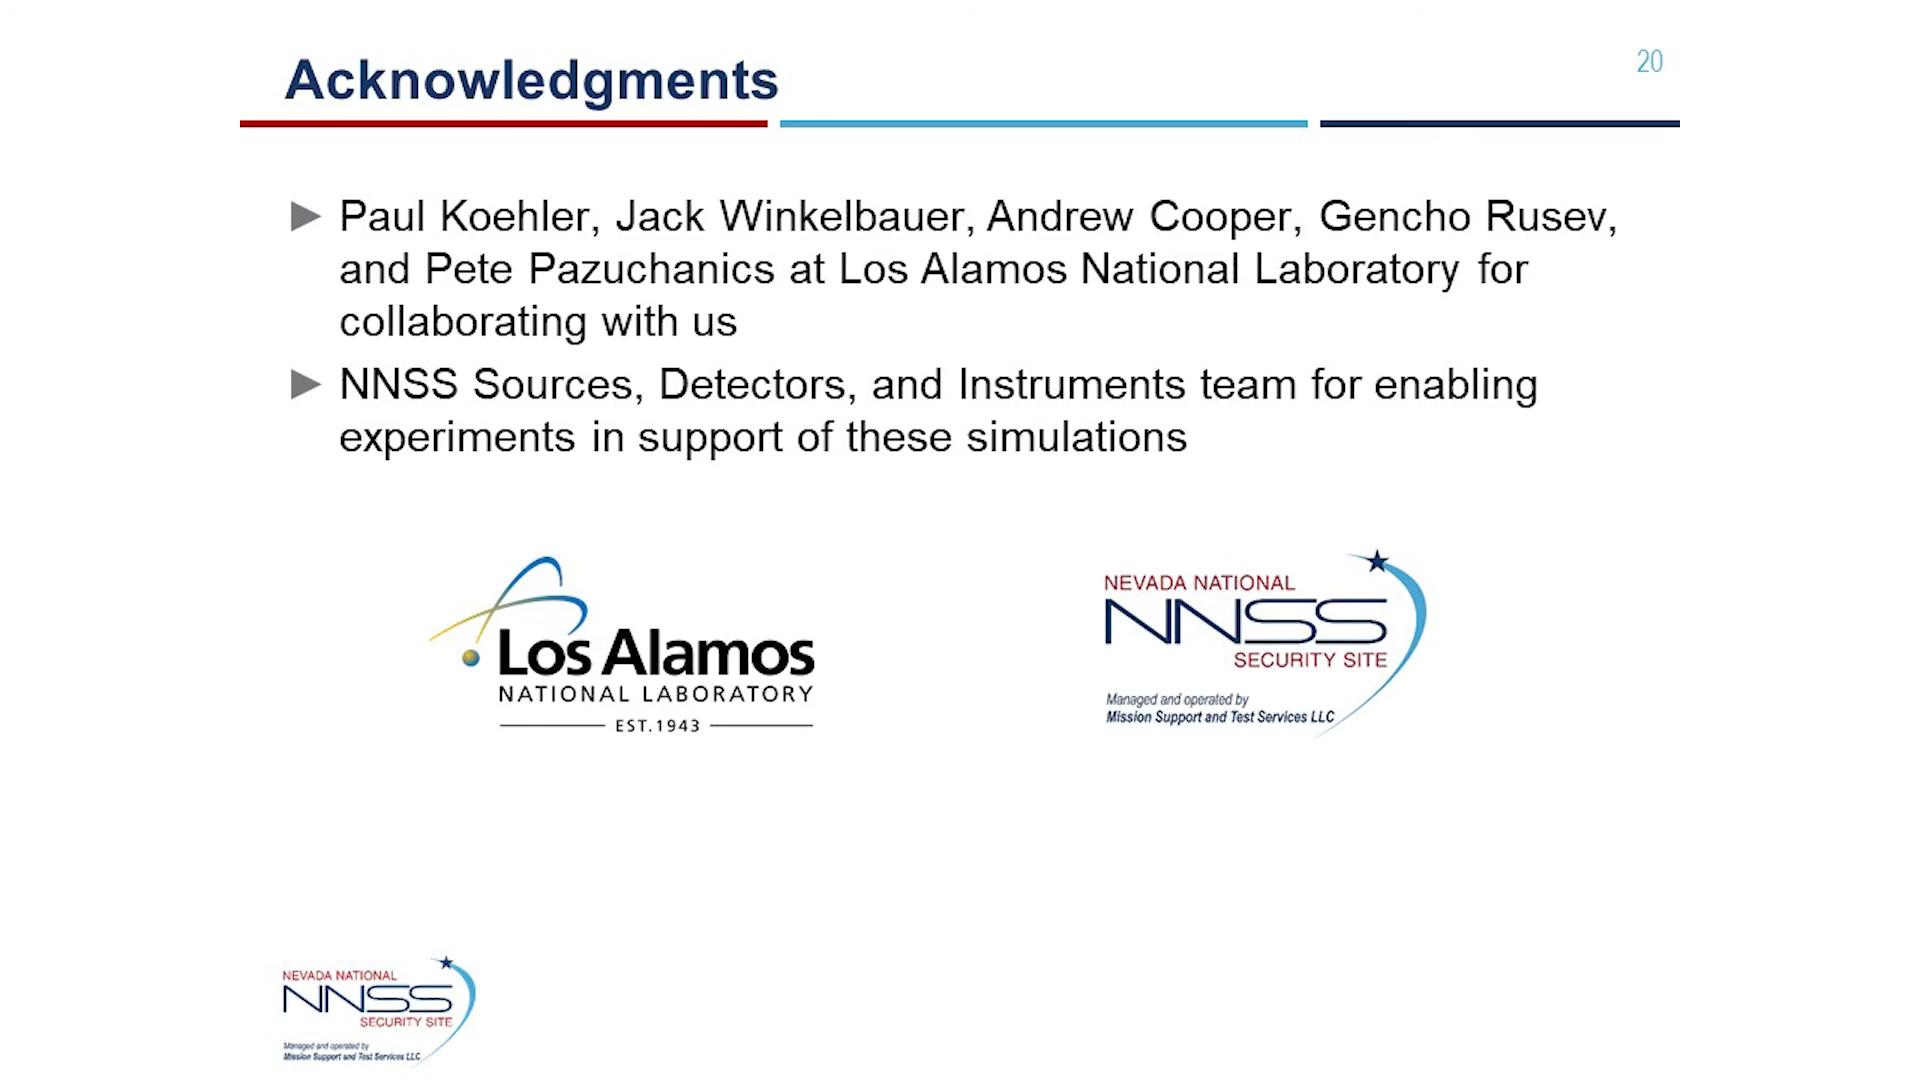 Acknowledgments
20
► Paul Koehler, Jack Winkelbauer, Andrew Cooper, Gencho Rusev,
and Pete Pazuchanics at Los Alamos National Laboratory for
collaborating with us
► NNSS Sources, Detectors, and Instruments team for enabling
experiments in support of these simulations
Los Alamos
NATIONAL LABORATORY
EST.1943
NEVADA NATIONAL
NNSS
SECURITY SITE
Managed and operated by
Mission Support and Test Services LLC
NEVADA NATIONAL
NNSS
SECURITY SITE
Managed and operated by
Mission Support and Test Services LLC